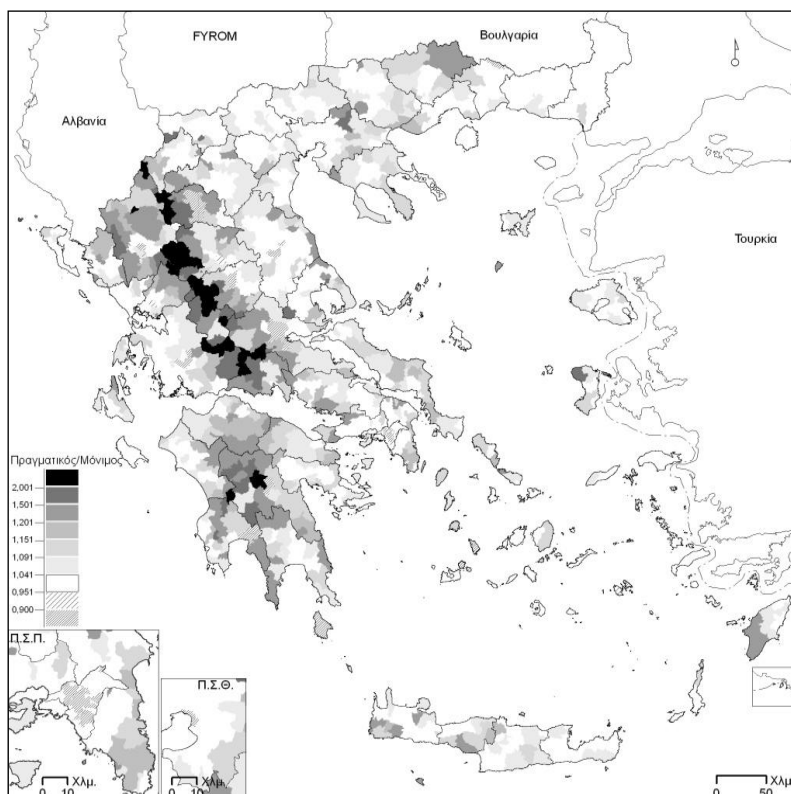 FYROM
Βουλγαρία
Αλβανία
Τουρκία
Πραγματικός/Μόνιμος
2,001
1,501
1,201
1,151
1,091
1,041
0,951
0,900
Π.Σ.Π.
Π.Σ.Θ.
0 10 Χλμ.
0 10 Χλμ
0 50 Χλμ